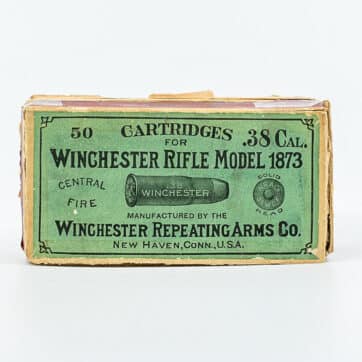 50 CARTRIDGES .38 CAL.
FOR
WINCHESTER RIFLE MODEL 1873
CENTRAL FIRE
WINCHESTER
SOLID HEAD
MANUFACTURED BY THE
WINCHESTER REPEATING ARMS CO.
NEW HAVEN, CONN., U.S.A.